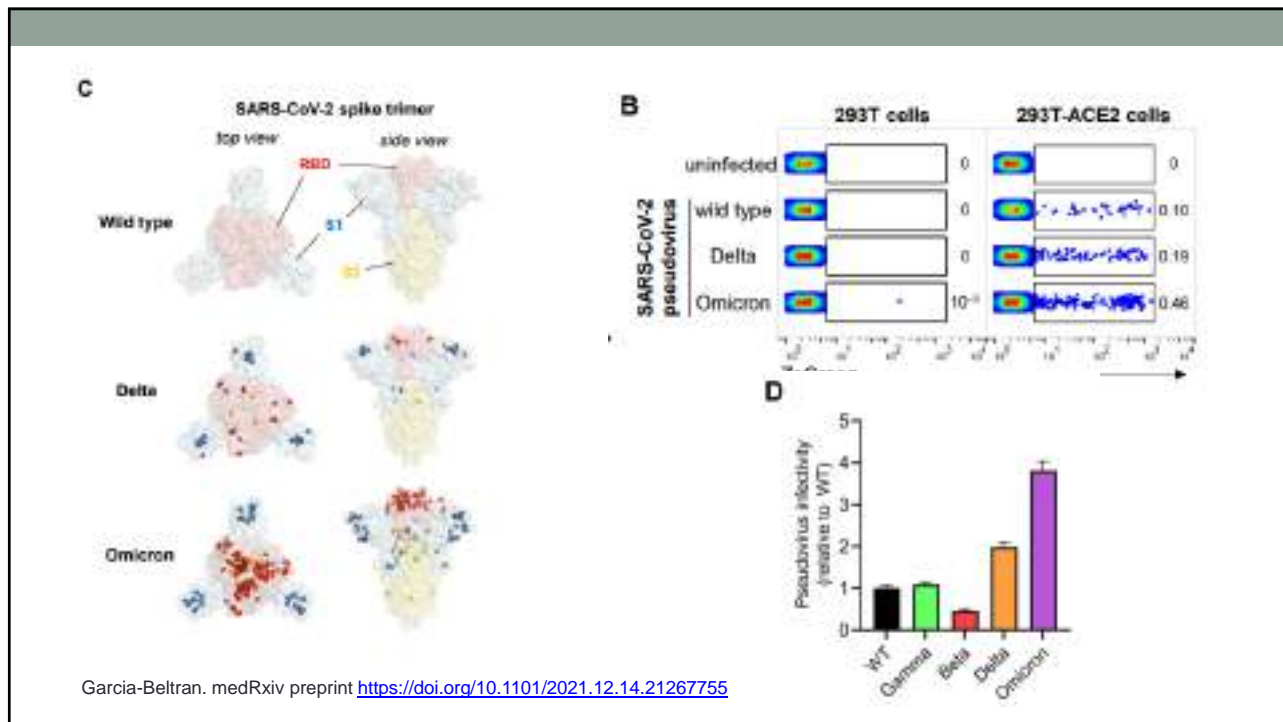 C
SARS-CoV-2 spike trimer
top view
side view
RBD
Wild type
S1
S2
Delta
Omicron
B
293T cells
293T-ACE2 cells
uninfected
0
0
SARS-CoV-2
pseudovirus
wild type
0
0.10
Delta
0
0.19
Omicron
0.46
D
Pseudovirus infectivity
(relative to WT)
5
4
3
2
1
0
WT
Gamma
Beta
Delta
Omicron
Garcia-Beltran. medRxiv preprint https://doi.org/10.1101/2021.12.14.21267755